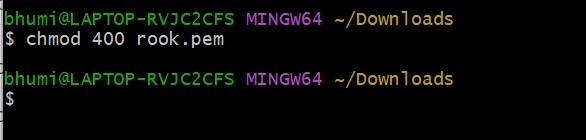 bhumi@LAPTOP-RVJC2CFS MINGW64 ~/Downloads
$ chmod 400 rook.pem
bhumi@LAPTOP-RVJC2CFS MINGW64 ~/Downloads
$